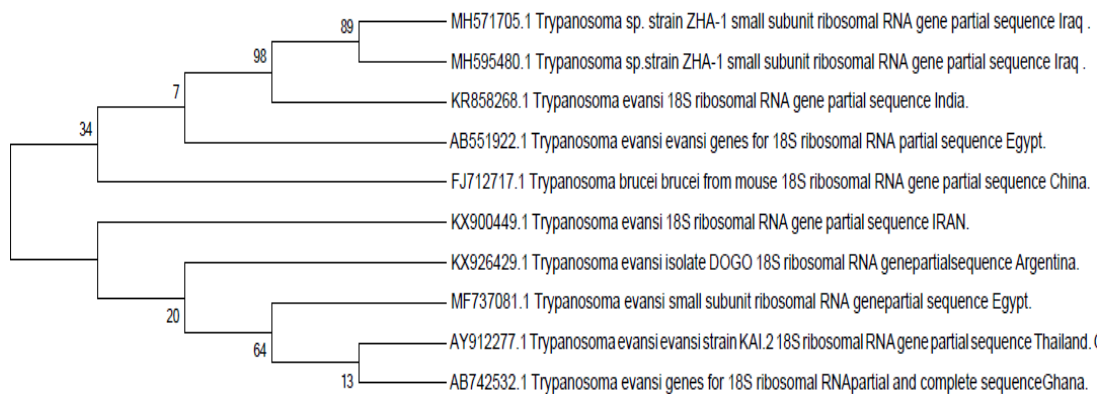 MH571705.1 Trypanosoma sp. strain ZHA-1 small subunit ribosomal RNA gene partial sequence Iraq .
89
MH595480.1 Trypanosoma sp.strain ZHA-1 small subunit ribosomal RNA gene partial sequence Iraq .
98
KR858268.1 Trypanosoma evansi 18S ribosomal RNA gene partial sequence India.
7
AB551922.1 Trypanosoma evansi evansi genes for 18S ribosomal RNA partial sequence Egypt.
34
FJ712717.1 Trypanosoma brucei brucei from mouse 18S ribosomal RNA gene partial sequence China.
KX900449.1 Trypanosoma evansi 18S ribosomal RNA gene partial sequence IRAN.
KX926429.1 Trypanosoma evansi isolate DOGO 18S ribosomal RNA genepartialsequence Argentina.
MF737081.1 Trypanosoma evansi small subunit ribosomal RNA genepartial sequence Egypt.
20
AY912277.1 Trypanosoma evansi evansi strain KAI.2 18S ribosomal RNA gene partial sequence Thailand.
64
AB742532.1 Trypanosoma evansi genes for 18S ribosomal RNApartial and complete sequenceGhana.
13